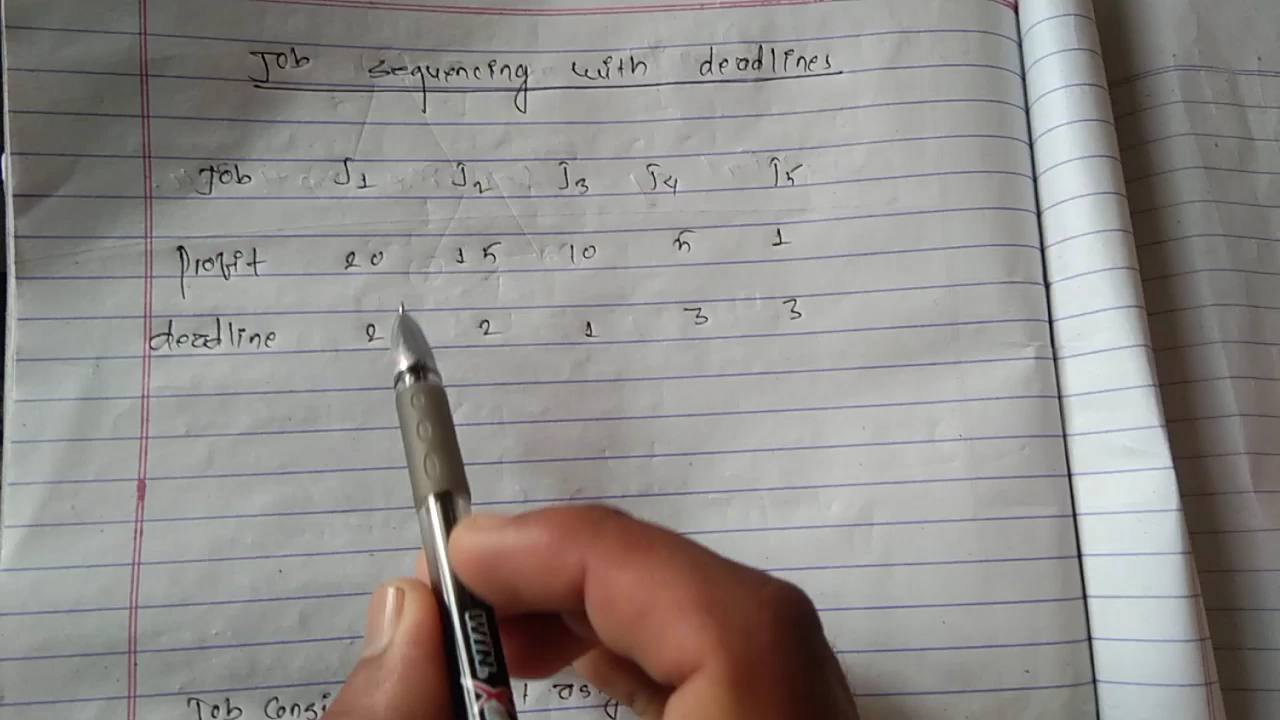 Job sequencing with deadlines
Job J1 J2 J3 J4 J5
Profit 20 15 10 5 1
deadline 2 2 1 3 3
WIN
Job